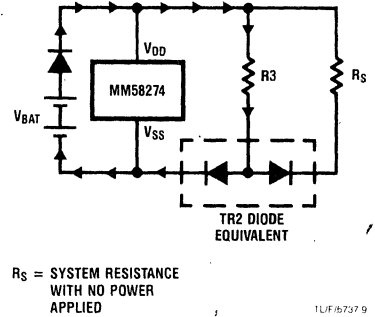 VDD
R3
RS
MM58274
VBAT
VSS
TR2 DIODE
EQUIVALENT
RS = SYSTEM RESISTANCE
WITH NO POWER
APPLIED
TL/F/5737 9